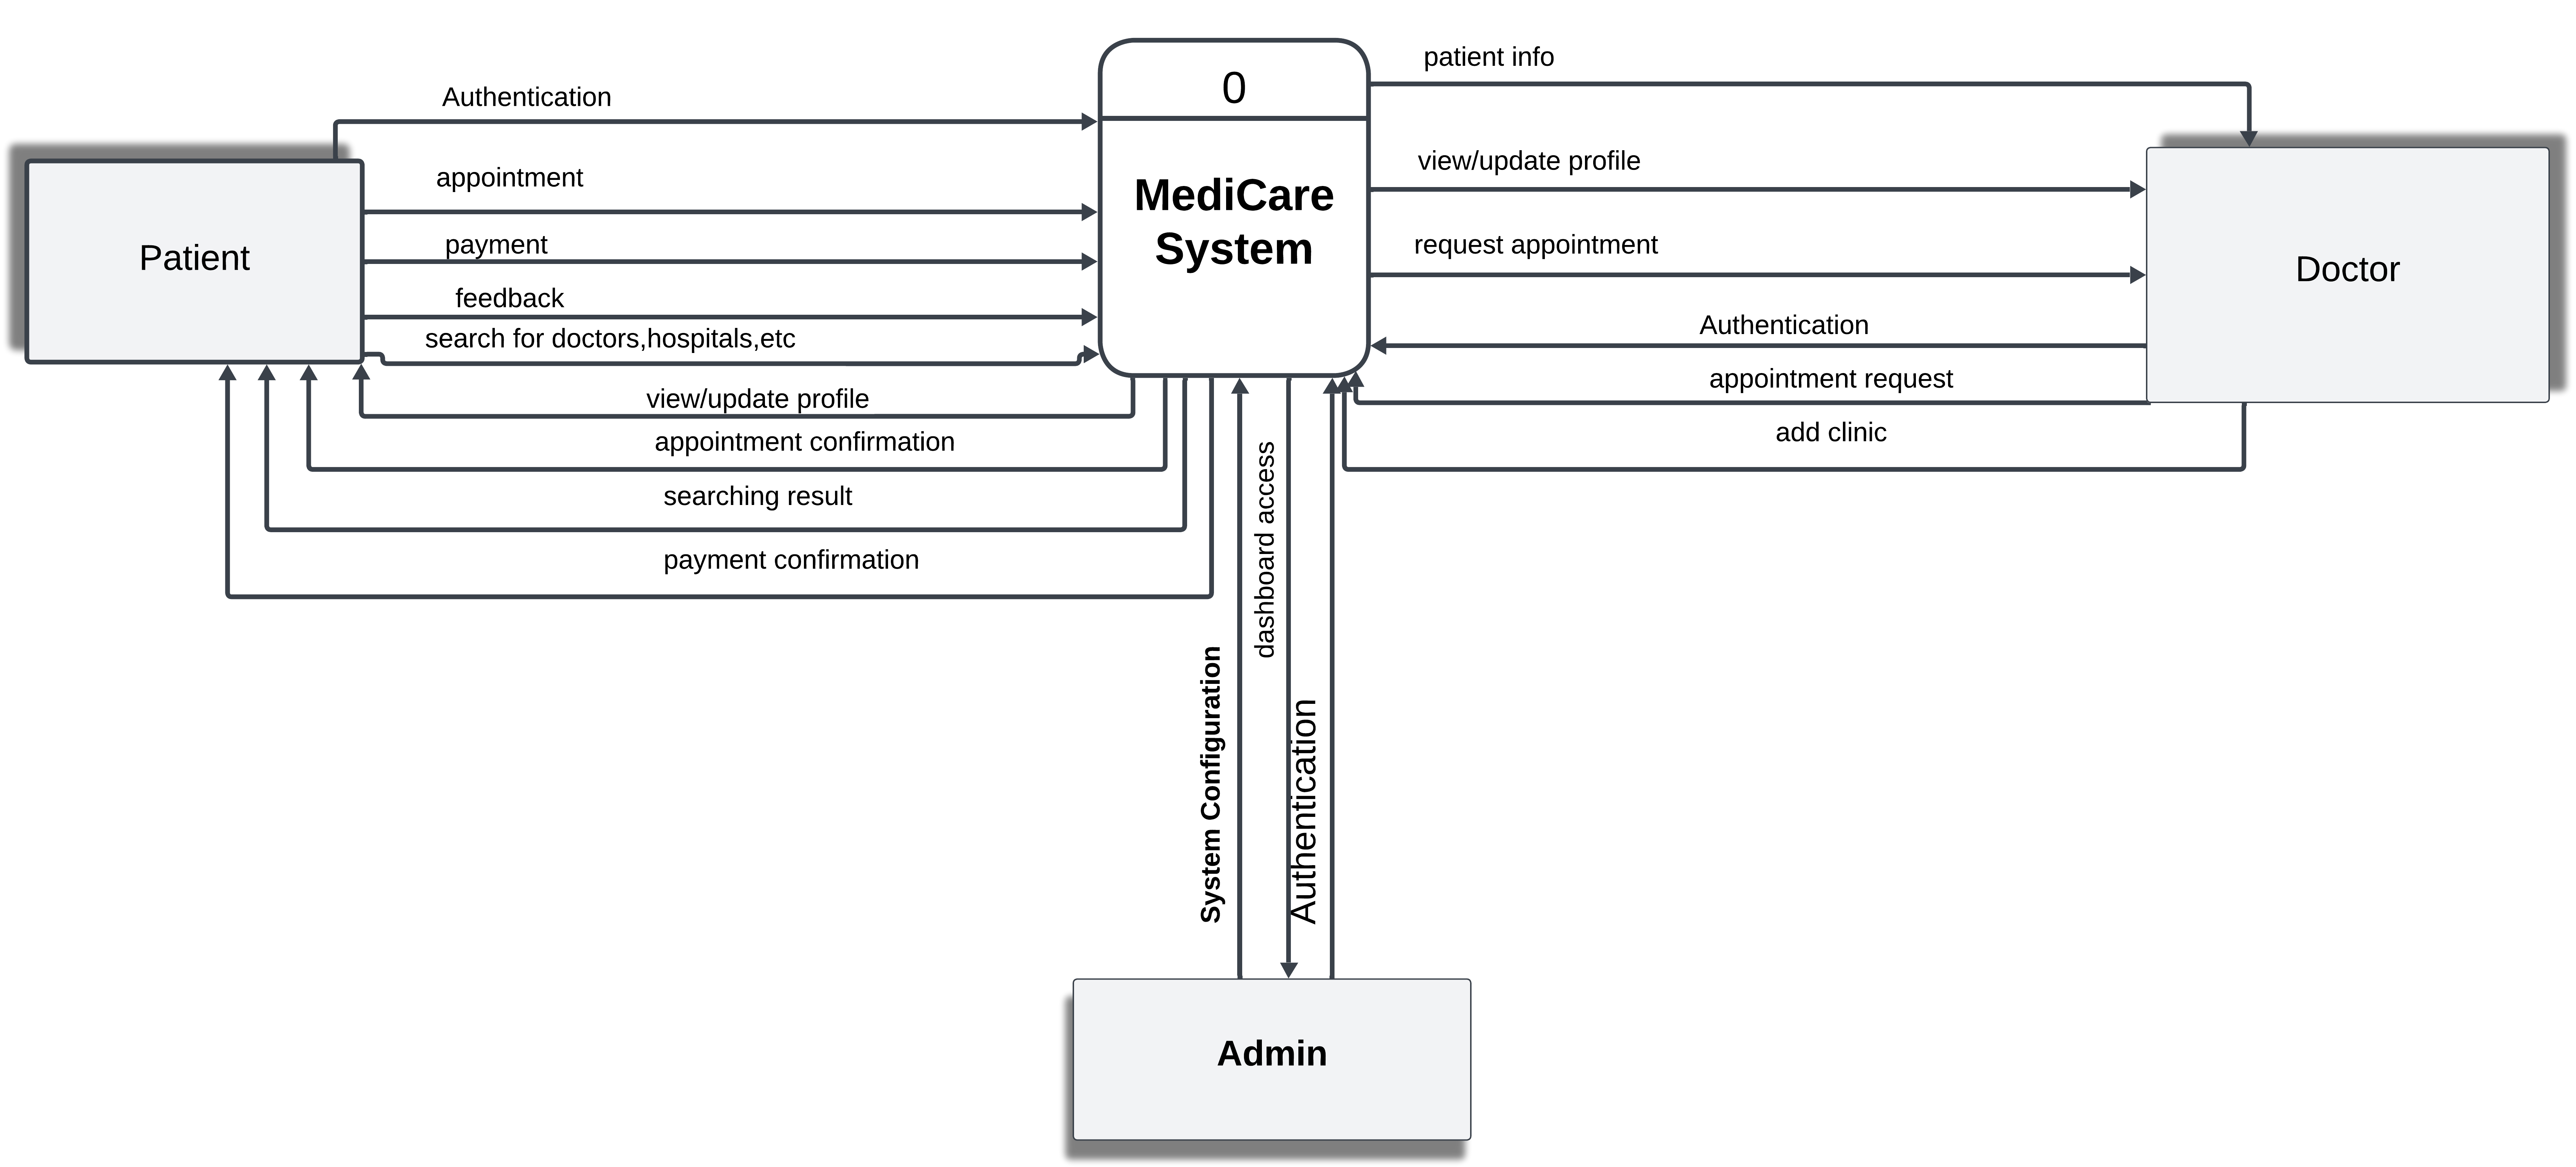 patient info
0
Authentication
view/update profile
appointment
MediCare
System
payment
request appointment
Patient
Doctor
feedback
Authentication
search for doctors,hospitals,etc
appointment request
view/update profile
add clinic
appointment confirmation
searching result
payment confirmation
dashboard access
System Configuration
Authentication
Admin